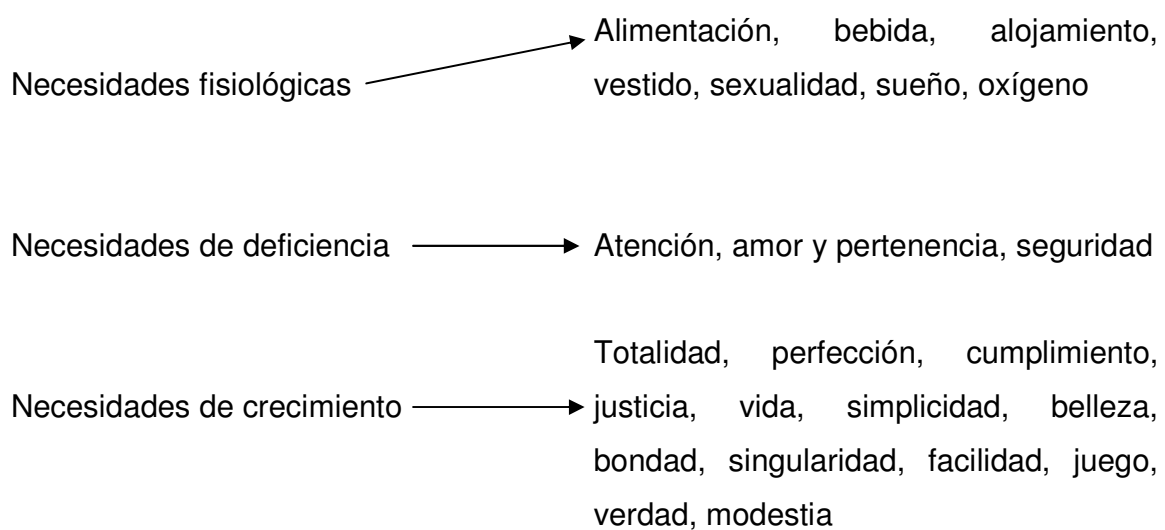 Necesidades fisiológicas
Alimentación, bebida, alojamiento,
vestido, sexualidad, sueño, oxígeno
Necesidades de deficiencia
Atención, amor y pertenencia, seguridad
Necesidades de crecimiento
Totalidad, perfección, cumplimiento,
justicia, vida, simplicidad, belleza,
bondad, singularidad, facilidad, juego,
verdad, modestia